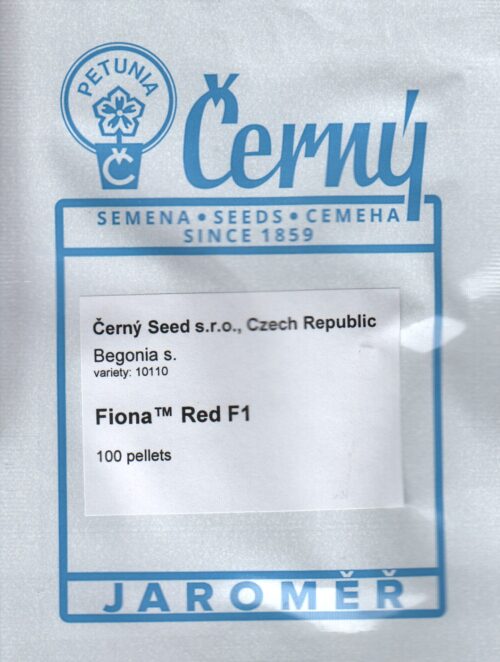 PETUNIA
Č
Černý
SEMENA • SEEDS • СЕМЕНА
SINCE 1859
Černý Seed s.r.o., Czech Republic
Begonia s.
variety: 10110
Fiona™ Red F1
100 pellets
JAROMĚŘ